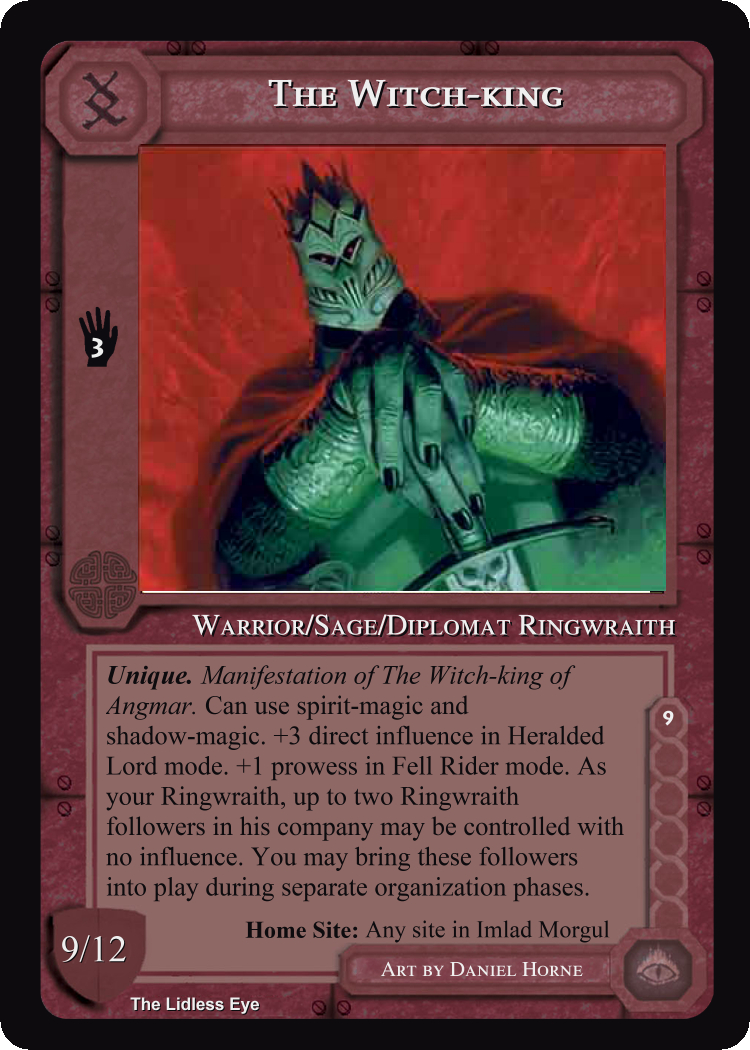 The Witch-king
3
Warrior/Sage/Diplomat Ringwraith
Unique. Manifestation of The Witch-king of
Angmar. Can use spirit-magic and
shadow-magic. +3 direct influence in Heralded
Lord mode. +1 prowess in Fell Rider mode. As
your Ringwraith, up to two Ringwraith
followers in his company may be controlled with
no influence. You may bring these followers
into play during separate organization phases.
9
Home Site: Any site in Imlad Morgul
9/12
Art by Daniel Horne
The Lidless Eye